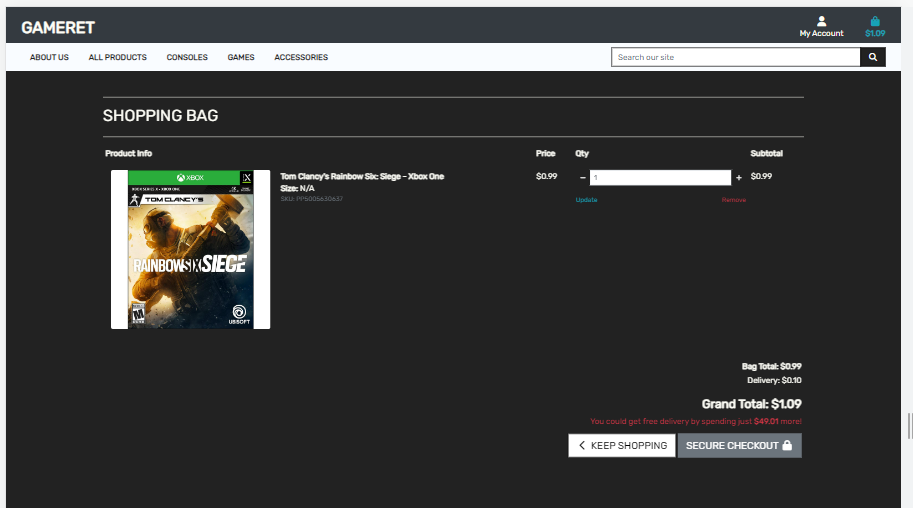 GAMERET
My Account
$1.09
ABOUT US ALL PRODUCTS CONSOLES GAMES ACCESSORIES
Search our site
SHOPPING BAG
Product Info Price Qty Subtotal
XBOX
XBOX SERIES X • XBOX ONE
TOM CLANCY'S
RAINBOWSIX SIEGE
UBISOFT
Tom Clancy's Rainbow Six: Siege - Xbox One
Size: N/A
SKU: PP5005630637
$0.99 − 1 + $0.99
Update Remove
Bag Total: $0.99
Delivery: $0.10
Grand Total: $1.09
You could get free delivery by spending just $49.01 more!
KEEP SHOPPING SECURE CHECKOUT